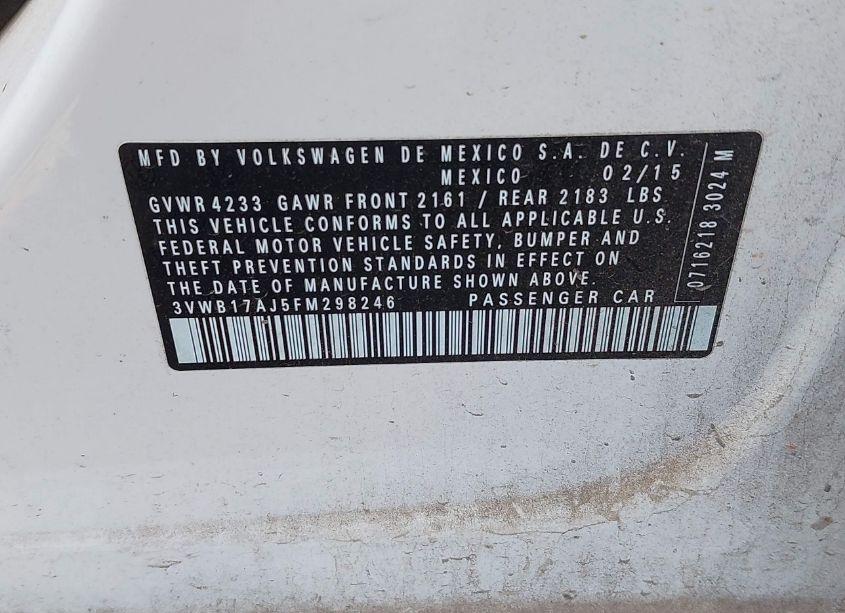 MFD BY VOLKSWAGEN DE MEXICO S.A. DE C.V.
MEXICO 02/15
GVWR 4233 GAWR FRONT 2161 / REAR 2183 LBS
THIS VEHICLE CONFORMS TO ALL APPLICABLE U.S.
FEDERAL MOTOR VEHICLE SAFETY, BUMPER AND
THEFT PREVENTION STANDARDS IN EFFECT ON
THE DATE OF MANUFACTURE SHOWN ABOVE.
3VWB17AJ5FM298246 PASSENGER CAR
0716218 3024 M